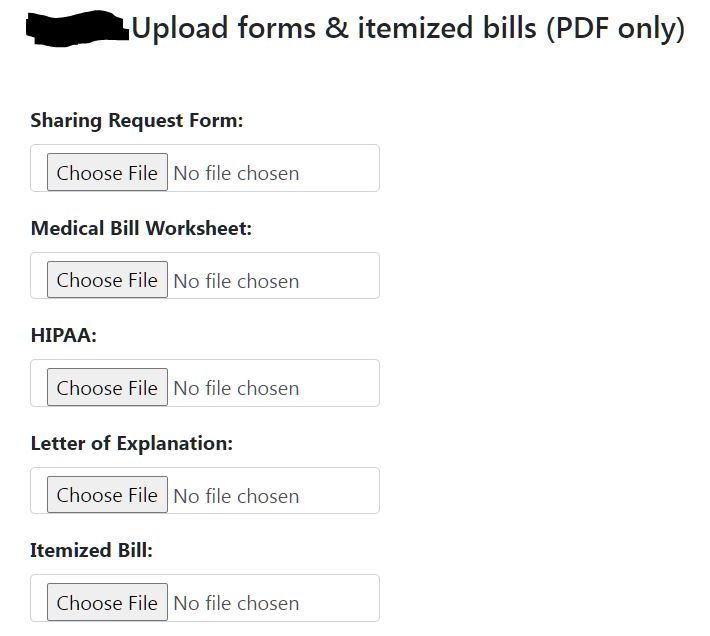 Upload forms & itemized bills (PDF only)
Sharing Request Form:
Choose File No file chosen
Medical Bill Worksheet:
Choose File No file chosen
HIPAA:
Choose File No file chosen
Letter of Explanation:
Choose File No file chosen
Itemized Bill:
Choose File No file chosen